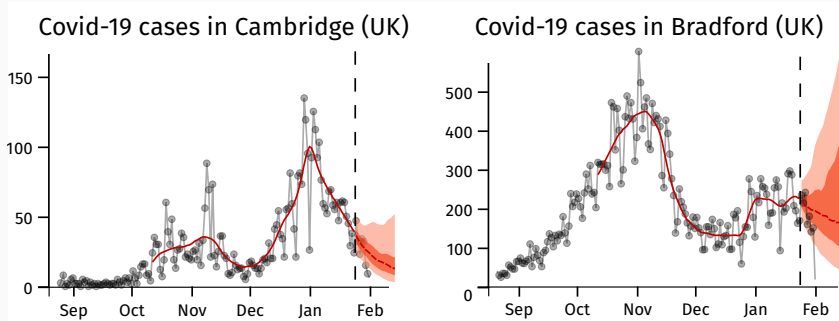 Covid-19 cases in Cambridge (UK)
150
100
50
0
Sep Oct Nov Dec Jan Feb
Covid-19 cases in Bradford (UK)
500
400
300
200
100
0
Sep Oct Nov Dec Jan Feb